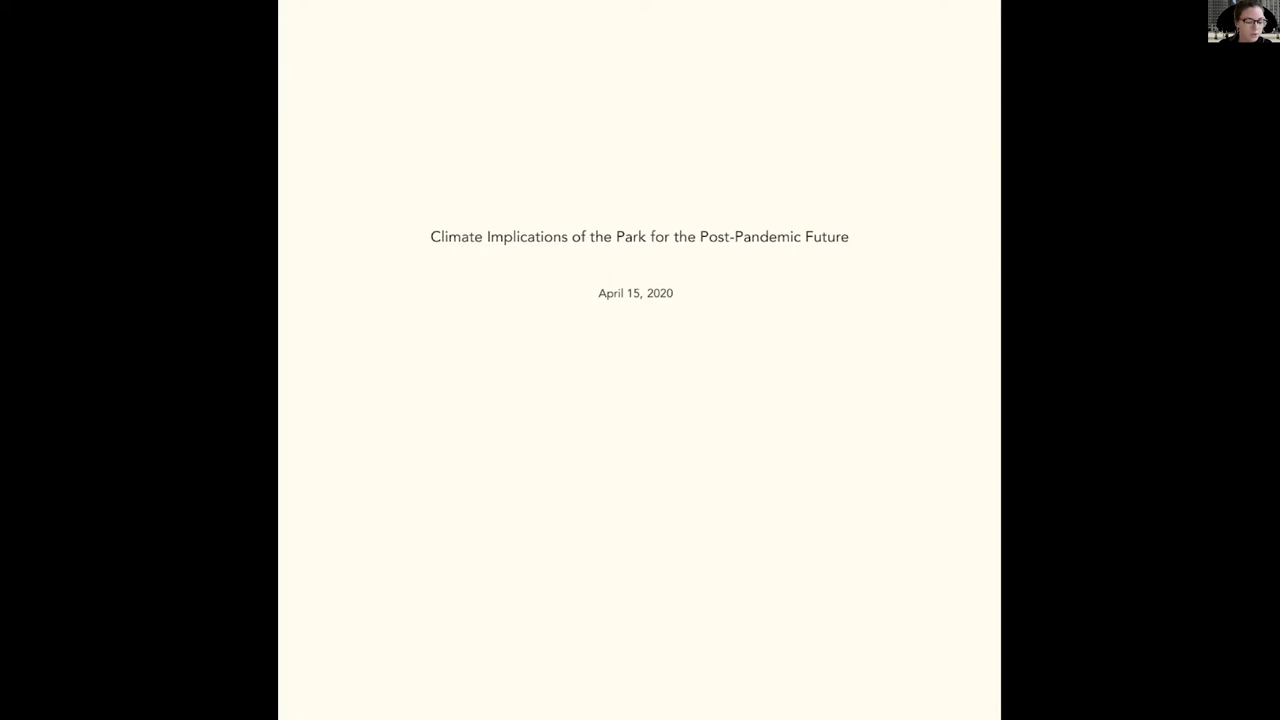 Climate Implications of the Park for the Post-Pandemic Future
April 15, 2020